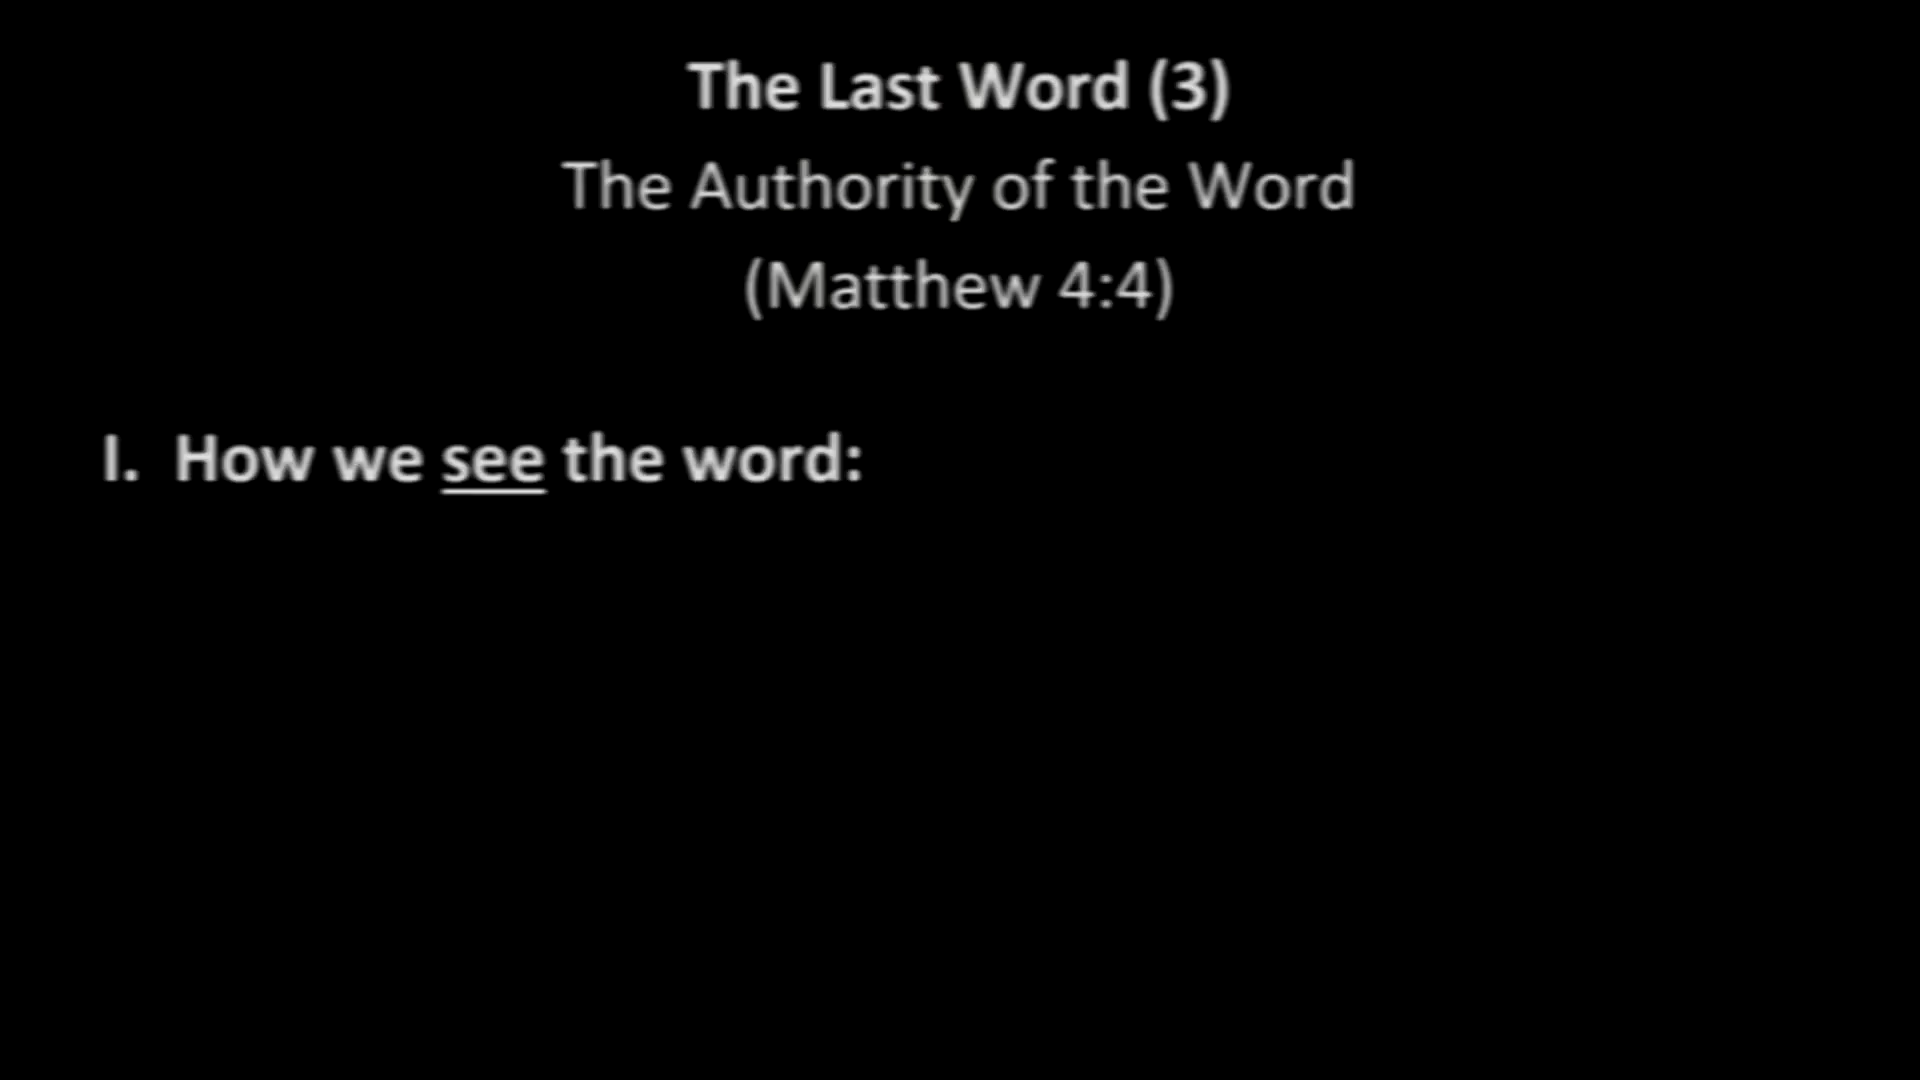 The Last Word (3)
The Authority of the Word
(Matthew 4:4)
I. How we see the word: